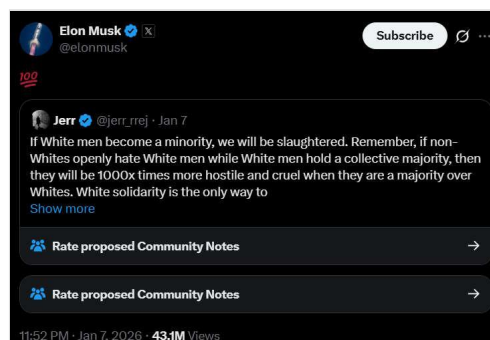 Elon Musk X
@elonmusk
Subscribe
💯
Jerr @jerr_rrej · Jan 7
If White men become a minority, we will be slaughtered. Remember, if non-
Whites openly hate White men while White men hold a collective majority, then
they will be 1000x times more hostile and cruel when they are a majority over
Whites. White solidarity is the only way to
Show more
Rate proposed Community Notes
Rate proposed Community Notes
11:52 PM · Jan 7, 2026 · 43.1M Views